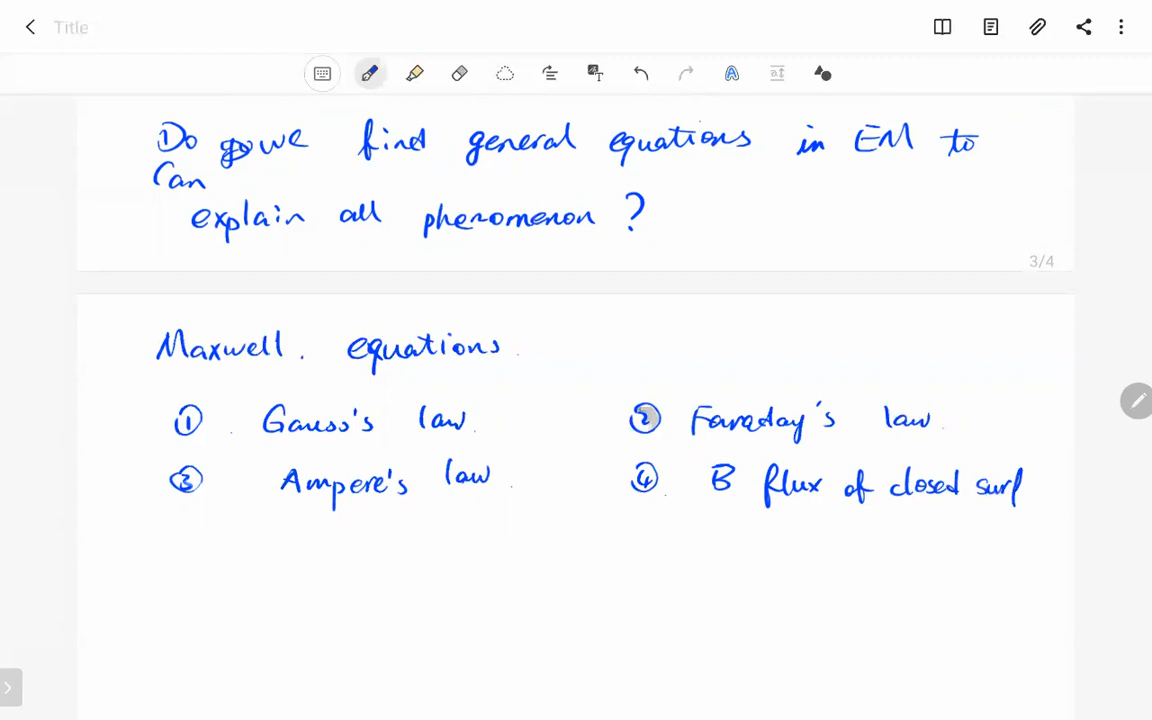 Title
Do we find general equations in EM to
Can
explain all phenomenon ?
3/4
Maxwell. equations.
① Gauss's law.
② Faraday's law.
③ Ampere's law.
④ B flux of closed surf